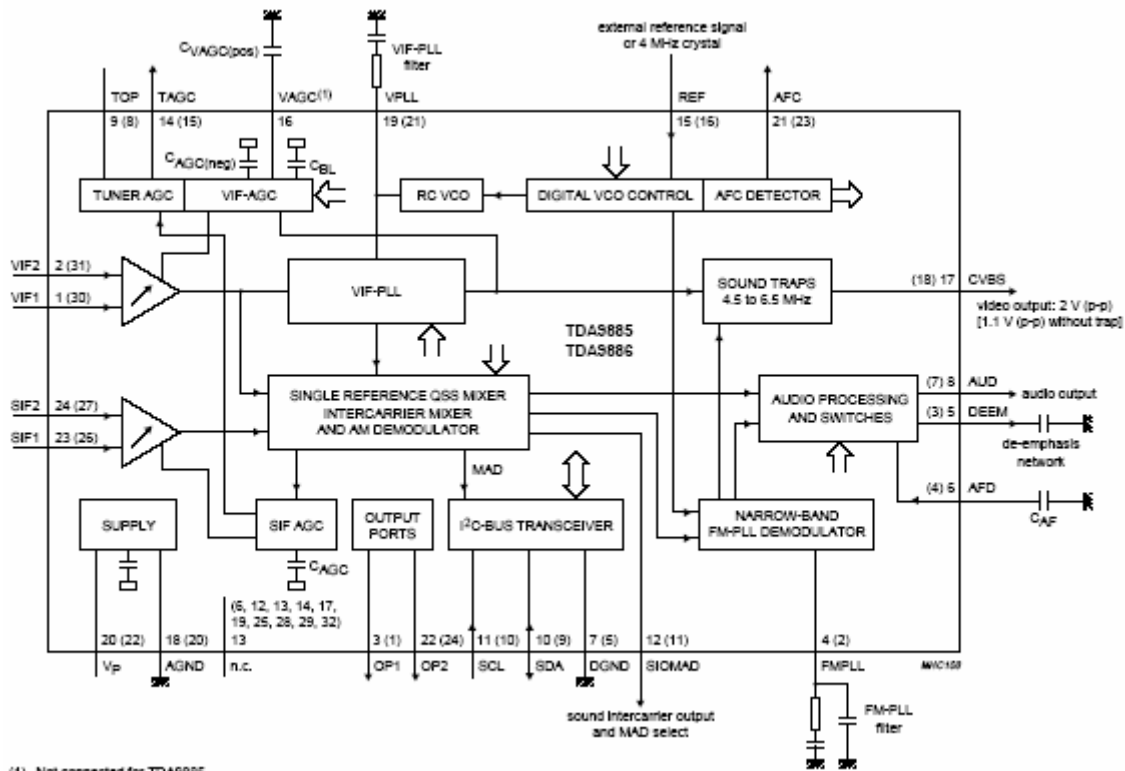 external reference signal
or 4 MHz crystal
CVAGC(pos)
VIF-PLL
filter
TOP
TAGC
VAGC(1)
VPLL
REF
AFC
9 (8)
14 (15)
16
19 (21)
15 (16)
21 (23)
CAGC(neg)
CBL
TUNER AGC
VIF-AGC
RC VCO
DIGITAL VCO CONTROL
AFC DETECTOR
VIF2
2 (31)
VIF1
1 (30)
VIF-PLL
SOUND TRAPS
4.5 to 6.5 MHz
(18) 17
CVBS
video output: 2 V (p-p)
[1.1 V (p-p) without trap]
TDA9885
TDA9886
SINGLE REFERENCE QSS MIXER
INTERCARRIER MIXER
AND AM DEMODULATOR
SIF2
24 (27)
SIF1
23 (26)
AUDIO PROCESSING
AND SWITCHES
(7) 8
AUD
audio output
(3) 5
DEEM
de-emphasis
network
(4) 6
AFD
CAF
MAD
SUPPLY
SIF AGC
OUTPUT
PORTS
I2C-BUS TRANSCEIVER
NARROW-BAND
FM-PLL DEMODULATOR
CAGC
(6, 12, 13, 14, 17,
19, 25, 28, 29, 32)
20 (22)
18 (20)
13
3 (1)
22 (24)
11 (10)
10 (9)
7 (5)
12 (11)
4 (2)
VP
AGND
n.c.
OP1
OP2
SCL
SDA
DGND
SIOMAD
FMPLL
MHC108
sound intercarrier output
and MAD select
FM-PLL
filter
(1) Not connected for TDA9885